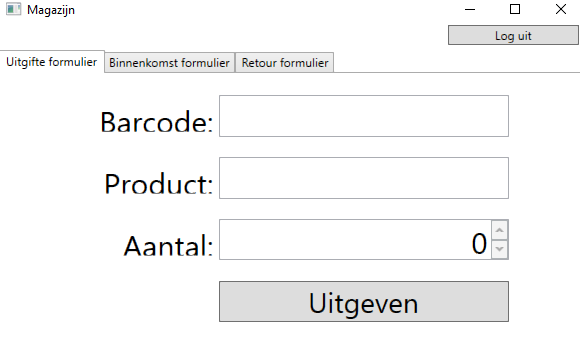 Magazijn
Log uit
Uitgifte formulier Binnenkomst formulier Retour formulier
Barcode:
Product:
Aantal: 0
Uitgeven